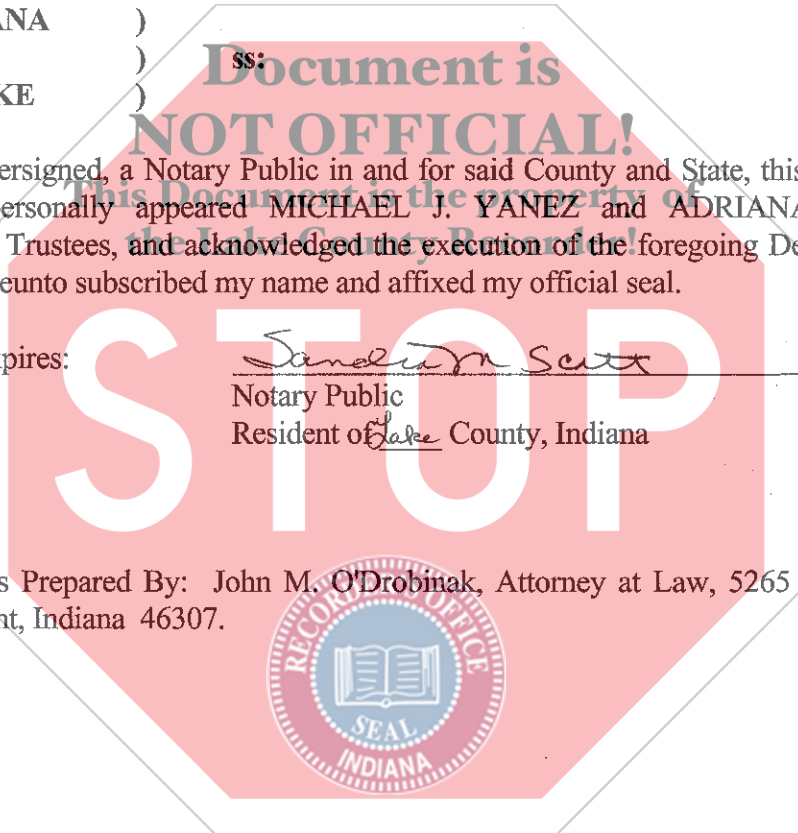 ANA )
) ss:
KE )
Document is
NOT OFFICIAL!
This Document is the property of
the Lake County Recorder!
ersigned, a Notary Public in and for said County and State, this
personally appeared MICHAEL J. YANEZ and ADRIANA
Trustees, and acknowledged the execution of the foregoing De
eunto subscribed my name and affixed my official seal.
pires: Sandra M Scott
Notary Public
Resident of Lake County, Indiana
STOP
s Prepared By: John M. O'Drobinak, Attorney at Law, 5265
nt, Indiana 46307.
RECORDER'S OFFICE
SEAL
INDIANA